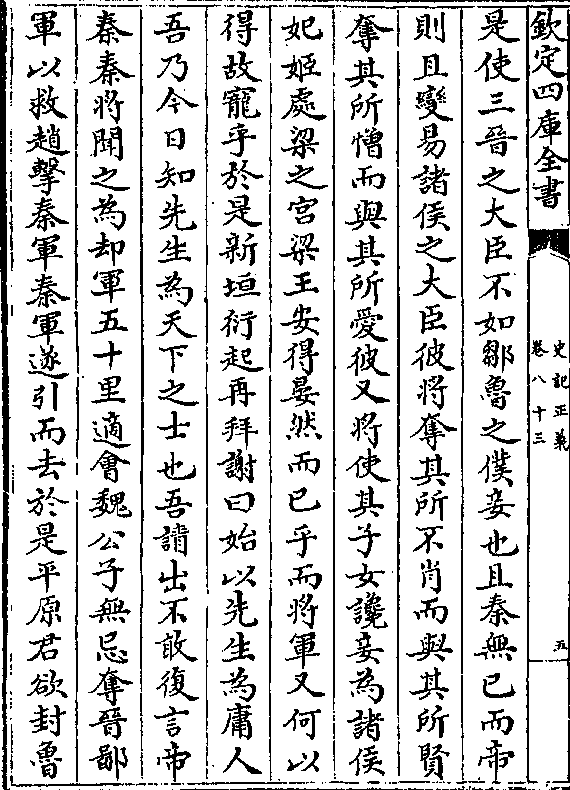 欽定四庫全書
史記正義
卷八十三
五
是使三晉之大臣不如鄒魯之僕妾也且秦無已而帝
則且變易諸侯之大臣彼將奪其所不肖而與其所賢
奪其所憎而與其所愛彼又將使其子女讒妾為諸侯
妃姬處梁之宮梁王安得晏然而已乎而將軍又何以
得故寵乎於是新垣衍起再拜謝曰始以先生為庸人
吾乃今日知先生為天下之士也吾請出不敢復言帝
秦秦將聞之為却軍五十里適會魏公子無忌奪晉鄙
軍以救趙擊秦軍秦軍遂引而去於是平原君欲封魯